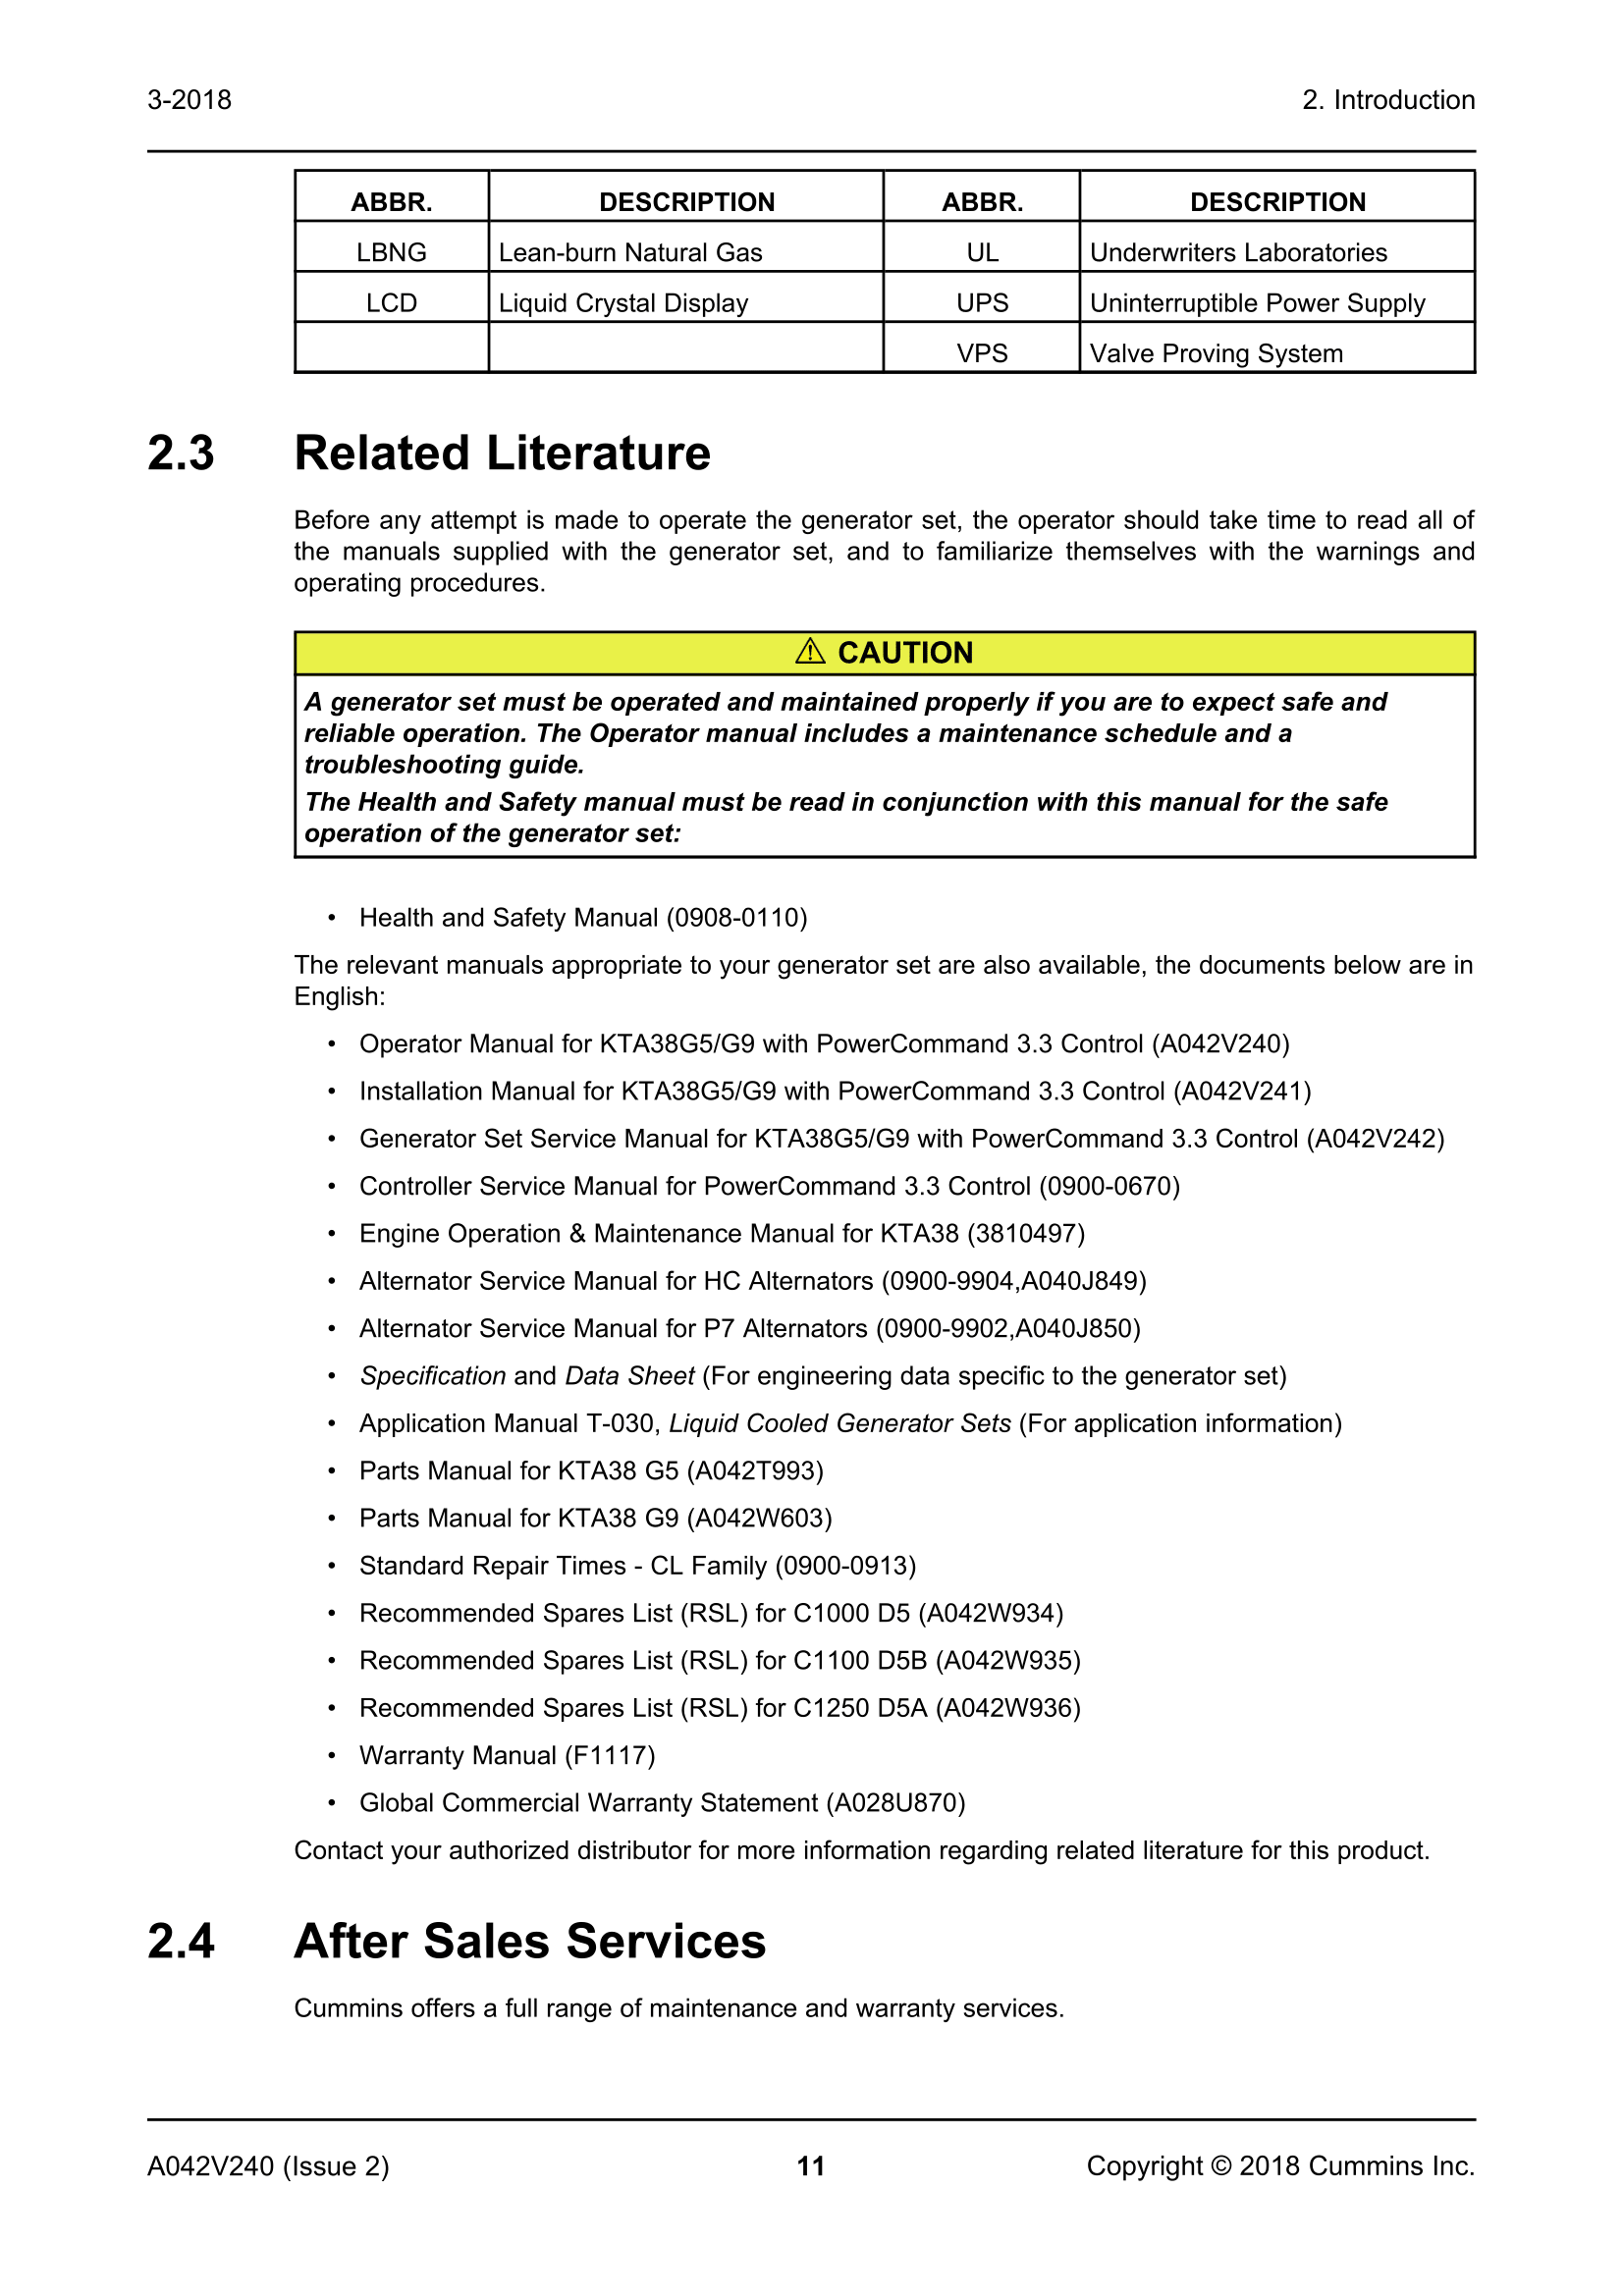 3-2018
2. Introduction
ABBR. DESCRIPTION ABBR. DESCRIPTION
LBNG Lean-burn Natural Gas UL Underwriters Laboratories
LCD Liquid Crystal Display UPS Uninterruptible Power Supply
VPS Valve Proving System
2.3 Related Literature
Before any attempt is made to operate the generator set, the operator should take time to read all of
the manuals supplied with the generator set, and to familiarize themselves with the warnings and
operating procedures.
⚠ CAUTION
A generator set must be operated and maintained properly if you are to expect safe and
reliable operation. The Operator manual includes a maintenance schedule and a
troubleshooting guide.
The Health and Safety manual must be read in conjunction with this manual for the safe
operation of the generator set:
• Health and Safety Manual (0908-0110)
The relevant manuals appropriate to your generator set are also available, the documents below are in
English:
• Operator Manual for KTA38G5/G9 with PowerCommand 3.3 Control (A042V240)
• Installation Manual for KTA38G5/G9 with PowerCommand 3.3 Control (A042V241)
• Generator Set Service Manual for KTA38G5/G9 with PowerCommand 3.3 Control (A042V242)
• Controller Service Manual for PowerCommand 3.3 Control (0900-0670)
• Engine Operation & Maintenance Manual for KTA38 (3810497)
• Alternator Service Manual for HC Alternators (0900-9904,A040J849)
• Alternator Service Manual for P7 Alternators (0900-9902,A040J850)
• Specification and Data Sheet (For engineering data specific to the generator set)
• Application Manual T-030, Liquid Cooled Generator Sets (For application information)
• Parts Manual for KTA38 G5 (A042T993)
• Parts Manual for KTA38 G9 (A042W603)
• Standard Repair Times - CL Family (0900-0913)
• Recommended Spares List (RSL) for C1000 D5 (A042W934)
• Recommended Spares List (RSL) for C1100 D5B (A042W935)
• Recommended Spares List (RSL) for C1250 D5A (A042W936)
• Warranty Manual (F1117)
• Global Commercial Warranty Statement (A028U870)
Contact your authorized distributor for more information regarding related literature for this product.
2.4 After Sales Services
Cummins offers a full range of maintenance and warranty services.
A042V240 (Issue 2) 11 Copyright © 2018 Cummins Inc.